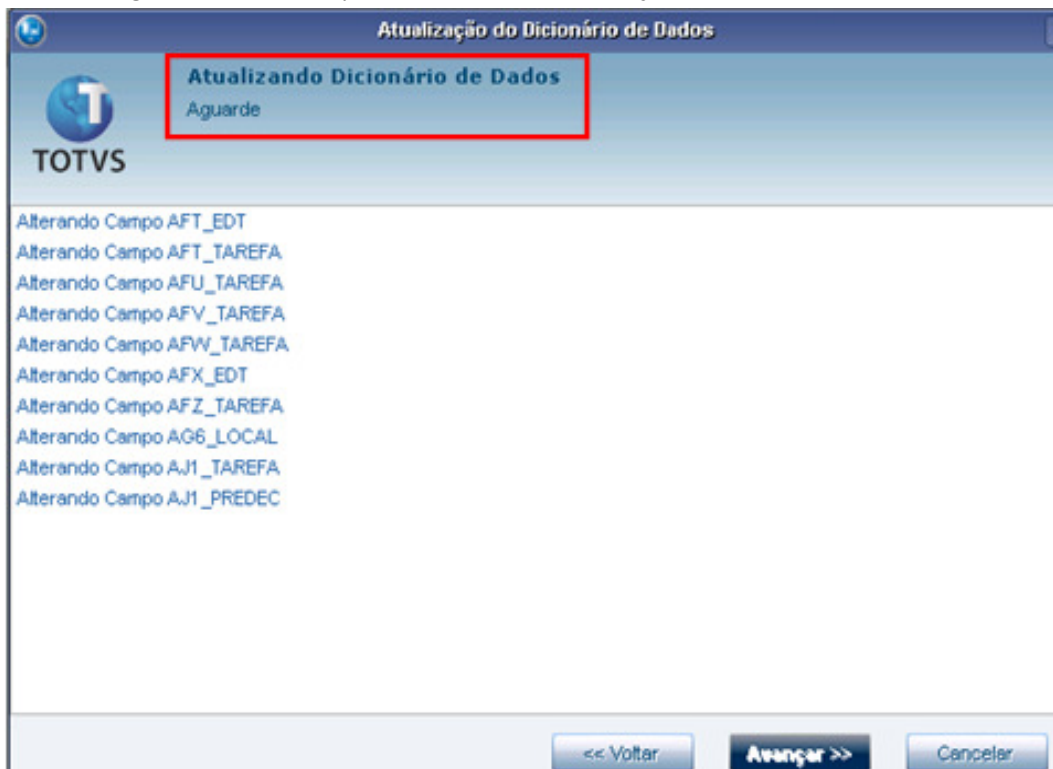 Atualização do Dicionário de Dados
Atualizando Dicionário de Dados
Aguarde
TOTVS
Alterando Campo AFT_EDT
Alterando Campo AFT_TAREFA
Alterando Campo AFU_TAREFA
Alterando Campo AFV_TAREFA
Alterando Campo AFW_TAREFA
Alterando Campo AFX_EDT
Alterando Campo AFZ_TAREFA
Alterando Campo AG6_LOCAL
Alterando Campo AJ1_TAREFA
Alterando Campo AJ1_PREDEC
<< Voltar
Avançar >>
Cancelar